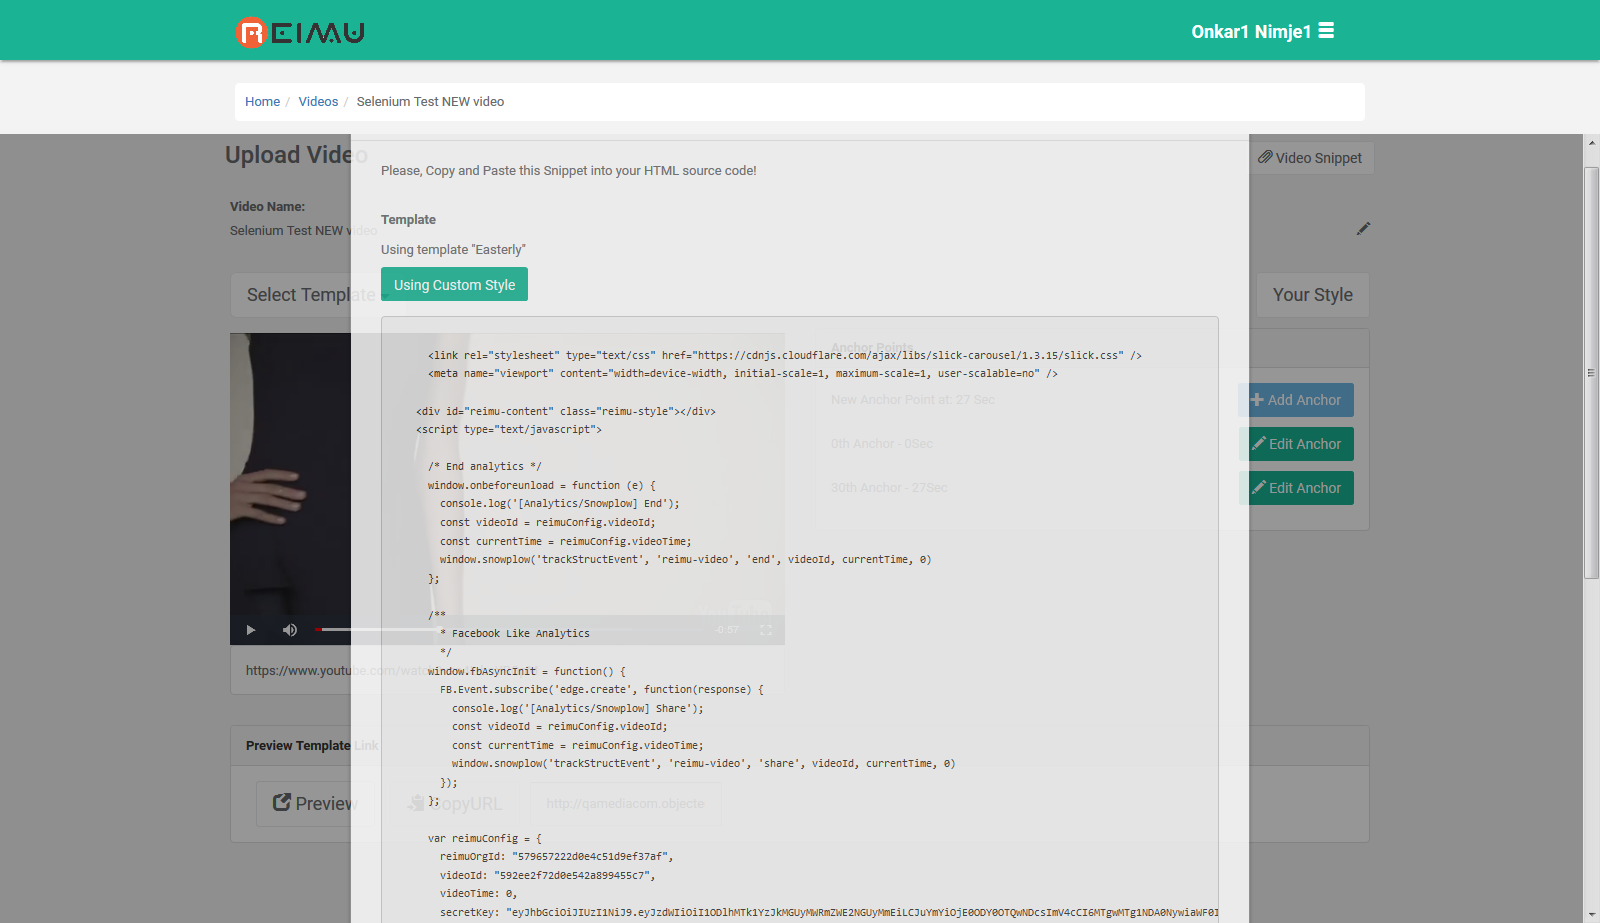 REIMU
Onkar1 Nimje1
Home / Videos / Selenium Test NEW video
Upload Video
Video Snippet
Please, Copy and Paste this Snippet into your HTML source code!
Video Name:
Selenium Test NEW video
Template
Using template "Easterly"
Using Custom Style
Select Template
Your Style
Anchor Points
<link rel="stylesheet" type="text/css" href="https://cdnjs.cloudflare.com/ajax/libs/slick-carousel/1.3.15/slick.css" />
<meta name="viewport" content="width=device-width, initial-scale=1, maximum-scale=1, user-scalable=no" />
New Anchor Point at: 27 Sec
Add Anchor
<div id="reimu-content" class="reimu-style"></div>
<script type="text/javascript">
0th Anchor - 0Sec
Edit Anchor
/* End analytics */
window.onbeforeunload = function (e) {
30th Anchor - 27Sec
Edit Anchor
console.log('[Analytics/Snowplow] End');
const videoId = reimuConfig.videoId;
const currentTime = reimuConfig.videoTime;
window.snowplow('trackStructEvent', 'reimu-video', 'end', videoId, currentTime, 0)
};
/**
* Facebook Like Analytics
-0:57
*/
https://www.youtube.com/watch
window.fbAsyncInit = function() {
FB.Event.subscribe('edge.create', function(response) {
console.log('[Analytics/Snowplow] Share');
const videoId = reimuConfig.videoId;
const currentTime = reimuConfig.videoTime;
window.snowplow('trackStructEvent', 'reimu-video', 'share', videoId, currentTime, 0)
});
};
Preview Template Link
Preview
CopyURL
http://qamediacom.objecte
var reimuConfig = {
reimuOrgId: "579657222d0e4c51d9ef37af",
videoId: "592ee2f72d0e542a899455c7",
videoTime: 0,
secretKey: "eyJhbGciOiJIUzI1NiJ9.eyJzdWIiOiI1ODlhMTk1YzJkMGUyMWRmZWE2NGUyMmEiLCJuYmYiOjE0ODY0OTQwNDcsImV4cCI6MTgwMTg1NDA0NywiaWF0I